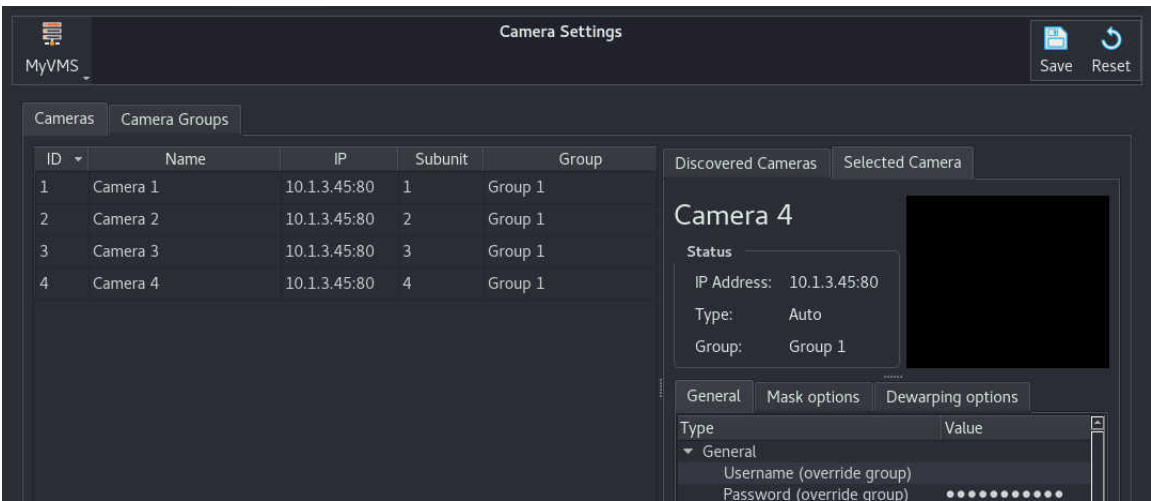 Camera Settings
MyVMS
Save Reset
Cameras Camera Groups
ID Name IP Subunit Group
1 Camera 1 10.1.3.45:80 1 Group 1
2 Camera 2 10.1.3.45:80 2 Group 1
3 Camera 3 10.1.3.45:80 3 Group 1
4 Camera 4 10.1.3.45:80 4 Group 1
Discovered Cameras Selected Camera
Camera 4
Status
IP Address: 10.1.3.45:80
Type: Auto
Group: Group 1
General Mask options Dewarping options
Type Value
General
Username (override group)
Password (override group) ●●●●●●●●●●●